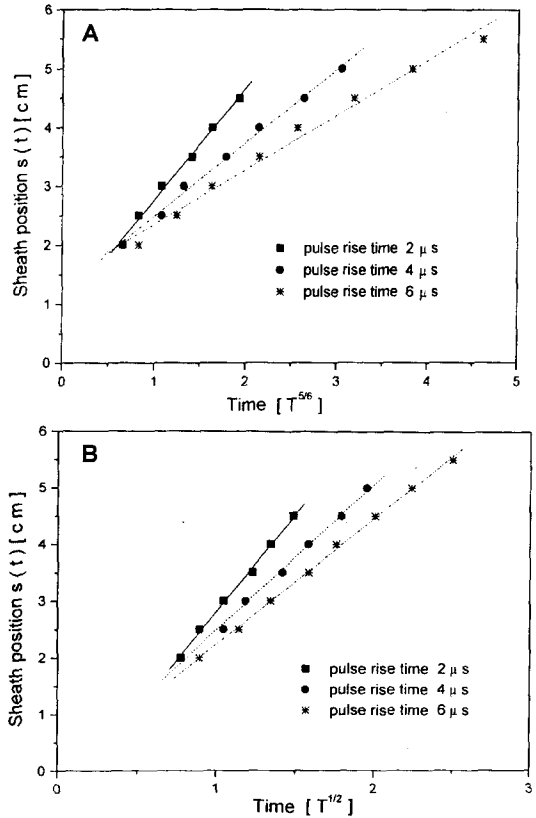 A
6
5
4
3
2
1
0
Sheath position s ( t ) [ c m ]
■ pulse rise time 2 μ s
● pulse rise time 4 μ s
✳ pulse rise time 6 μ s
0 1 2 3 4 5
Time [ T^5/6 ]
B
6
5
4
3
2
1
0
Sheath position s ( t ) [ c m ]
■ pulse rise time 2 μ s
● pulse rise time 4 μ s
✳ pulse rise time 6 μ s
0 1 2 3
Time [ T^1/2 ]